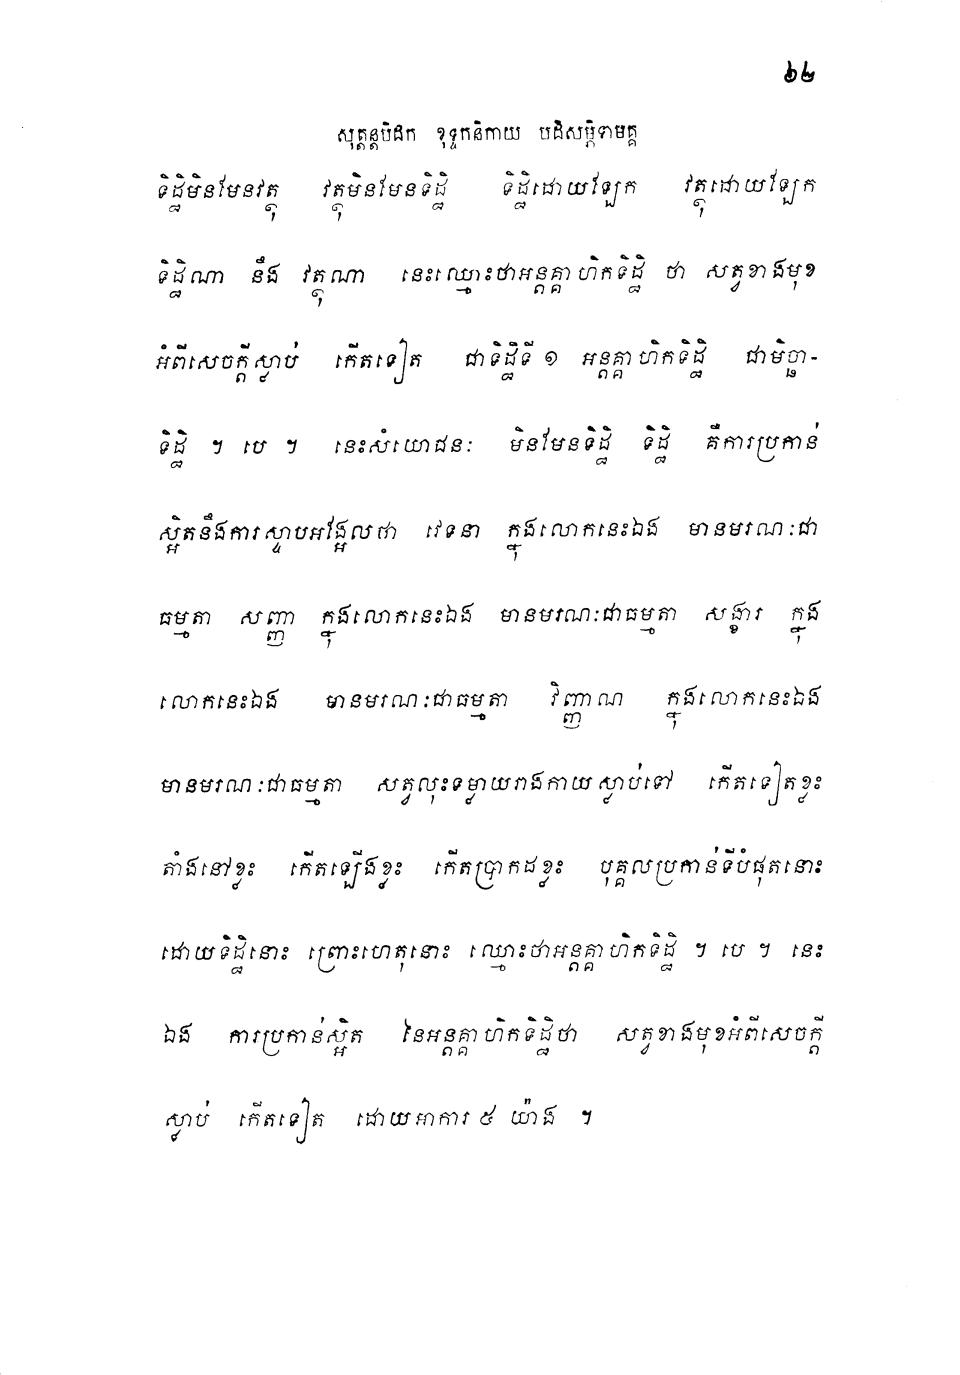 ៦២
សុត្តន្តបិដក ខុទ្ទកនិកាយ បដិសម្ភិទាមគ្គ
ទិដ្ឋិមិនមែនវត្ថុ វត្ថុមិនមែនទិដ្ឋិ ទិដ្ឋិដោយឡែក វត្ថុដោយឡែក
ទិដ្ឋិណា នឹង វត្ថុណា នេះឈ្មោះថាអន្តគ្គាហិកទិដ្ឋិ ថា សត្វខាងមុខ
អំពីសេចក្តីស្លាប់ កើតទៀត ជាទិដ្ឋិទី ១ អន្តគ្គាហិកទិដ្ឋិ ជាមិច្ឆា-
ទិដ្ឋិ ។ បេ ។ នេះសំយោជនៈ មិនមែនទិដ្ឋិ ទិដ្ឋិ គឺការប្រកាន់
ស្អិតនឹងការស្ទាបអង្អែលថា វេទនា ក្នុងលោកនេះឯង មានមរណៈជា
ធម្មតា សញ្ញា ក្នុងលោកនេះឯង មានមរណៈជាធម្មតា សង្ខារ ក្នុង
លោកនេះឯង មានមរណៈជាធម្មតា វិញ្ញាណ ក្នុងលោកនេះឯង
មានមរណៈជាធម្មតា សត្វលុះទម្លាយរាងកាយស្លាប់ទៅ កើតទៀតខ្លះ
តាំងនៅខ្លះ កើតឡើងខ្លះ កើតប្រាកដខ្លះ បុគ្គលប្រកាន់ទីបំផុតនោះ
ដោយទិដ្ឋិនោះ ព្រោះហេតុនោះ ឈ្មោះថាអន្តគ្គាហិកទិដ្ឋិ ។ បេ ។ នេះ
ឯង ការប្រកាន់ស្អិត នៃអន្តគ្គាហិកទិដ្ឋិថា សត្វខាងមុខអំពីសេចក្តី
ស្លាប់ កើតទៀត ដោយអាការ ៥ យ៉ាង ។